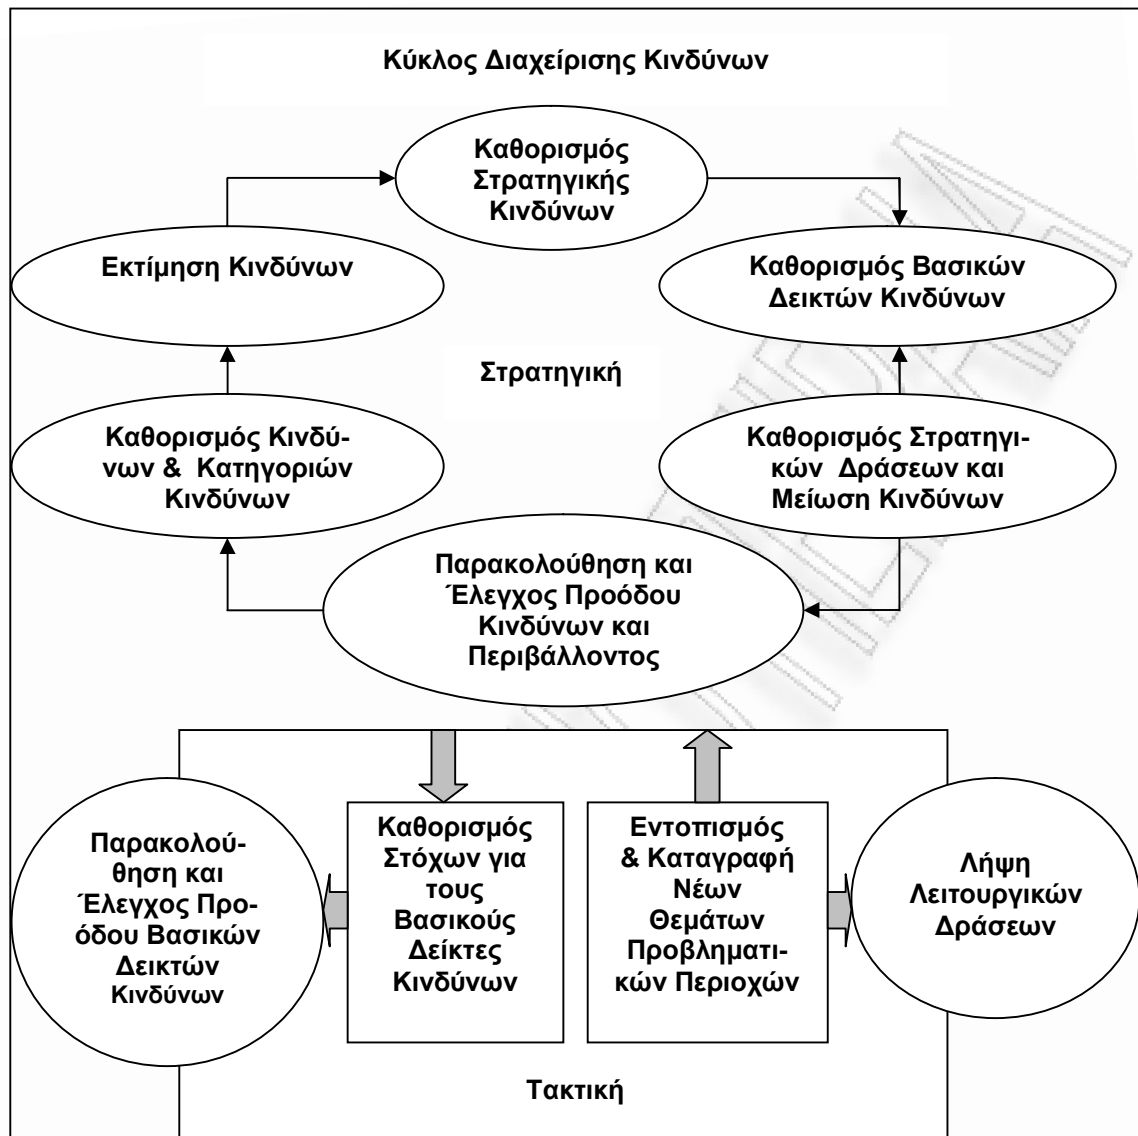 Κύκλος Διαχείρισης Κινδύνων
Καθορισμός
Στρατηγικής
Κινδύνων
Εκτίμηση Κινδύνων
Καθορισμός Βασικών
Δεικτών Κινδύνων
Στρατηγική
Καθορισμός Κινδύ-
νων & Κατηγοριών
Κινδύνων
Καθορισμός Στρατηγι-
κών Δράσεων και
Μείωση Κινδύνων
Παρακολούθηση και
Έλεγχος Προόδου
Κινδύνων και
Περιβάλλοντος
Παρακολού-
θηση και
Έλεγχος Προ-
όδου Βασικών
Δεικτών
Κινδύνων
Καθορισμός
Στόχων για
τους
Βασικούς
Δείκτες
Κινδύνων
Εντοπισμός
& Καταγραφή
Νέων
Θεμάτων
Προβληματι-
κών Περιοχών
Λήψη
Λειτουργικών
Δράσεων
Τακτική